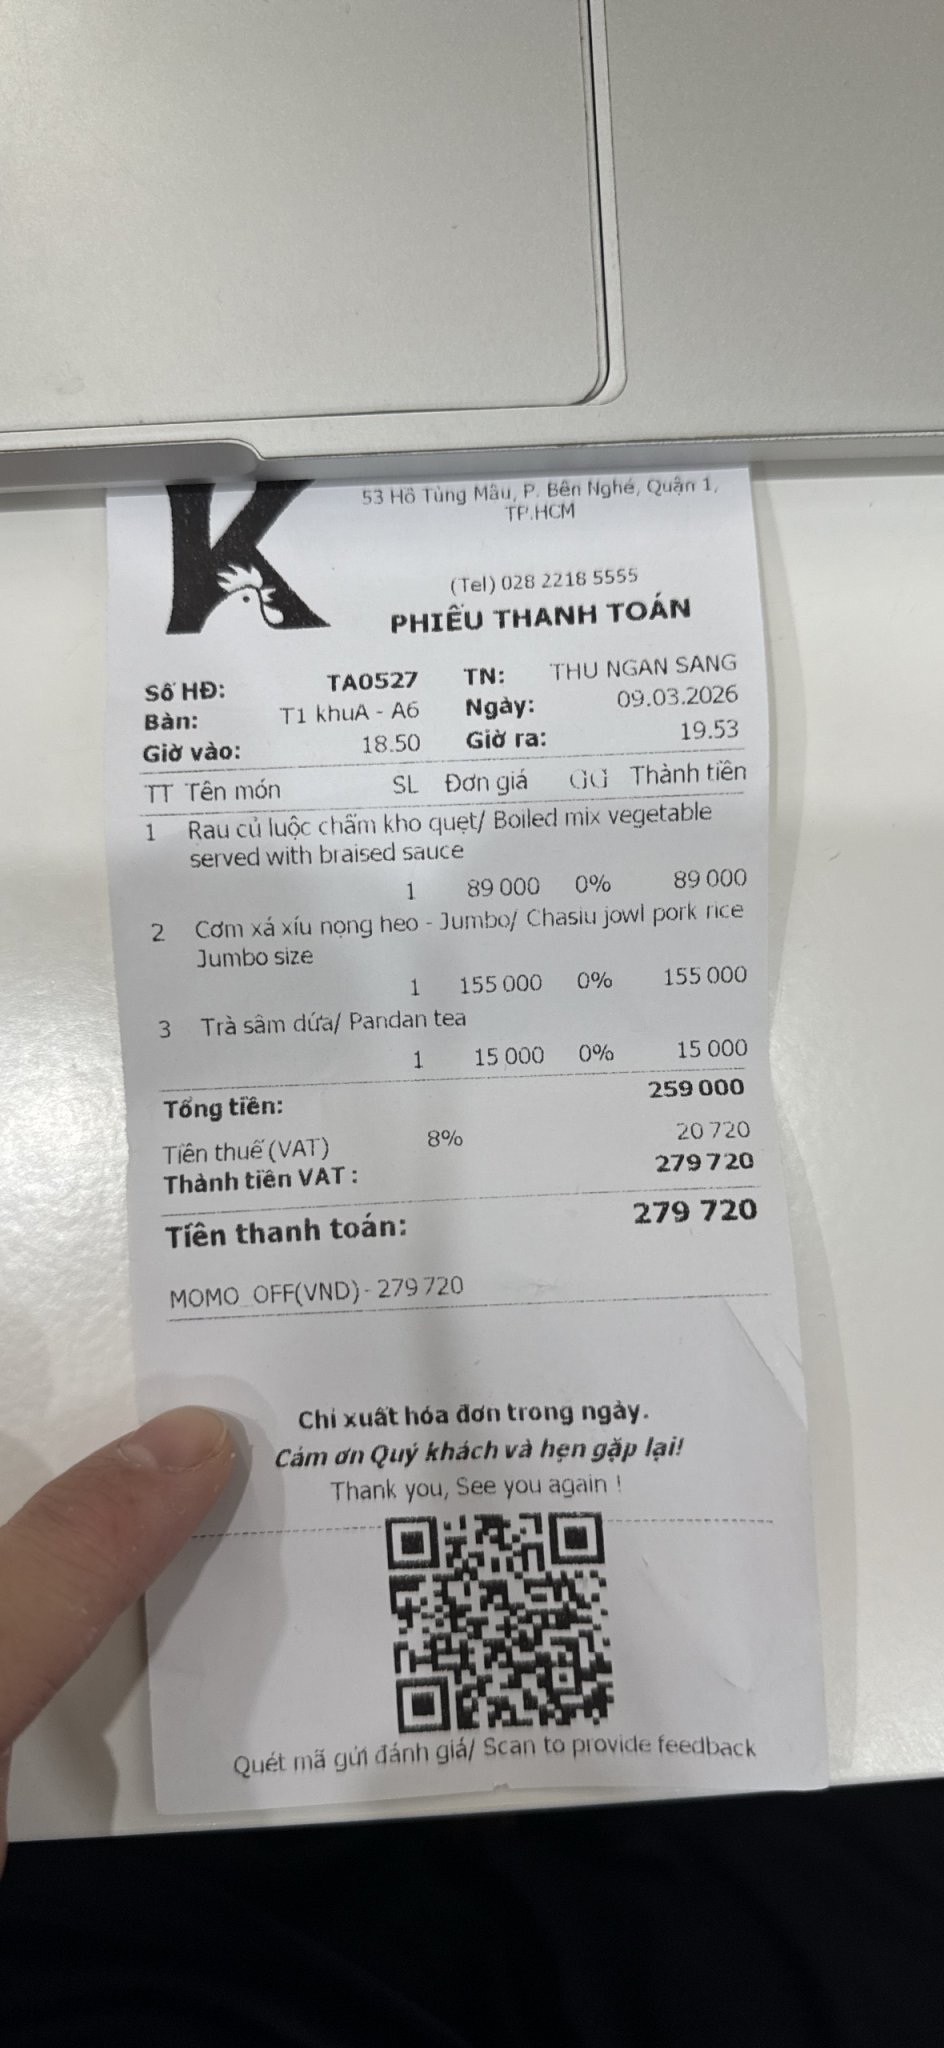 K
53 Hồ Tùng Mậu, P. Bến Nghé, Quận 1,
TP.HCM
(Tel) 028 2218 5555
PHIẾU THANH TOÁN
Số HĐ: TA0527 TN: THU NGAN SANG
Bàn: T1 khuA - A6 Ngày: 09.03.2026
Giờ vào: 18.50 Giờ ra: 19.53
TT Tên món SL Đơn giá GG Thành tiền
1 Rau củ luộc chấm kho quẹt/ Boiled mix vegetable
served with braised sauce
1 89 000 0% 89 000
2 Cơm xá xíu nọng heo - Jumbo/ Chasiu jowl pork rice
Jumbo size
1 155 000 0% 155 000
3 Trà sâm dứa/ Pandan tea
1 15 000 0% 15 000
Tổng tiền: 259 000
Tiền thuế (VAT) 8% 20 720
Thành tiền VAT : 279 720
Tiền thanh toán: 279 720
MOMO_OFF(VND) - 279 720
Chỉ xuất hóa đơn trong ngày.
Cảm ơn Quý khách và hẹn gặp lại!
Thank you, See you again !
Quét mã gửi đánh giá/ Scan to provide feedback